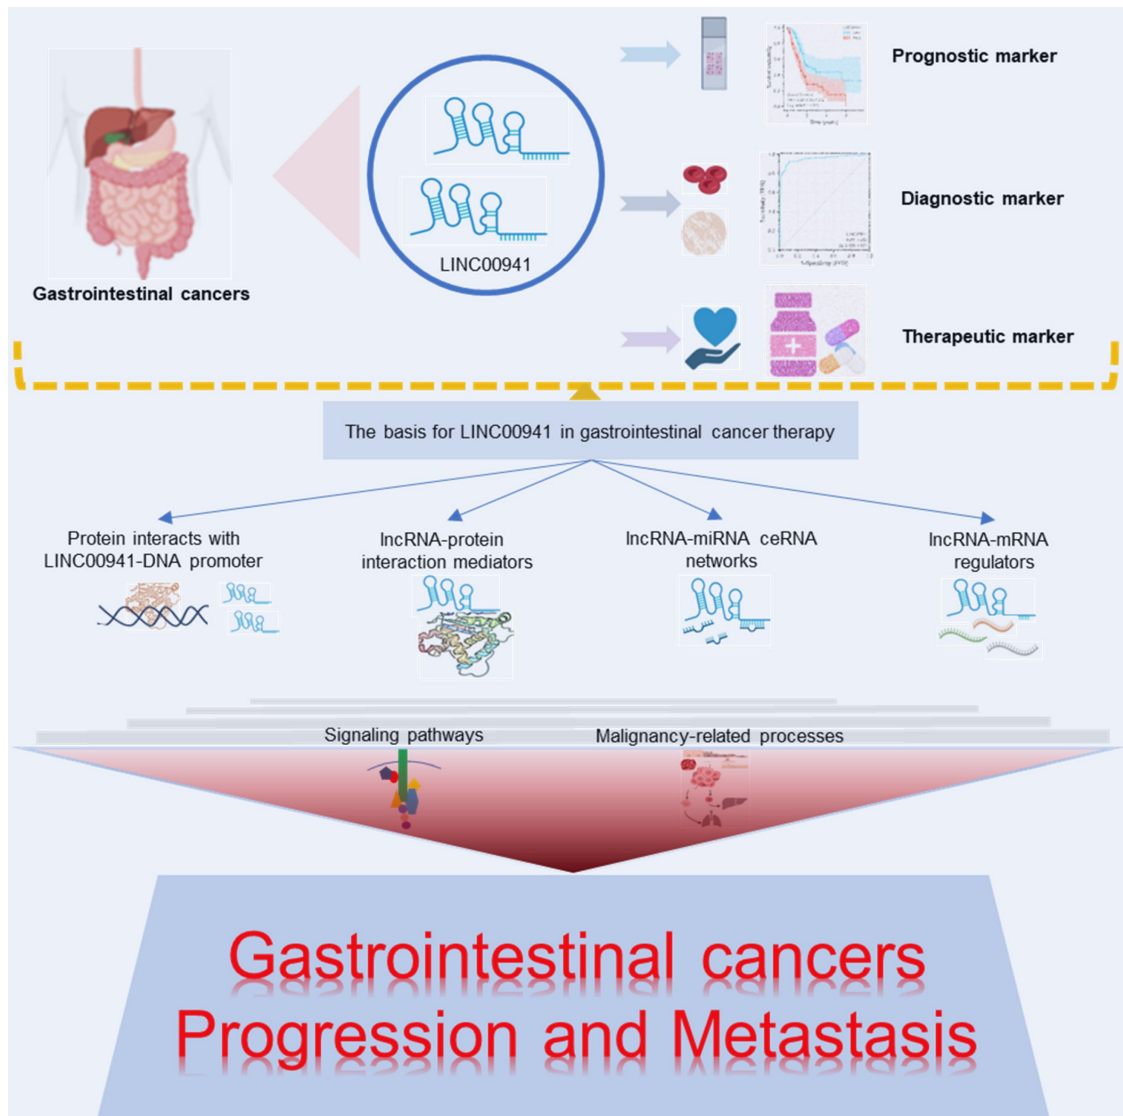 Prognostic marker
Diagnostic marker
LINC00941
Gastrointestinal cancers
Therapeutic marker
The basis for LINC00941 in gastrointestinal cancer therapy
Protein interacts with
LINC00941-DNA promoter
lncRNA-protein
interaction mediators
lncRNA-miRNA ceRNA
networks
lncRNA-mRNA
regulators
Signaling pathways
Malignancy-related processes
Gastrointestinal cancers
Progression and Metastasis